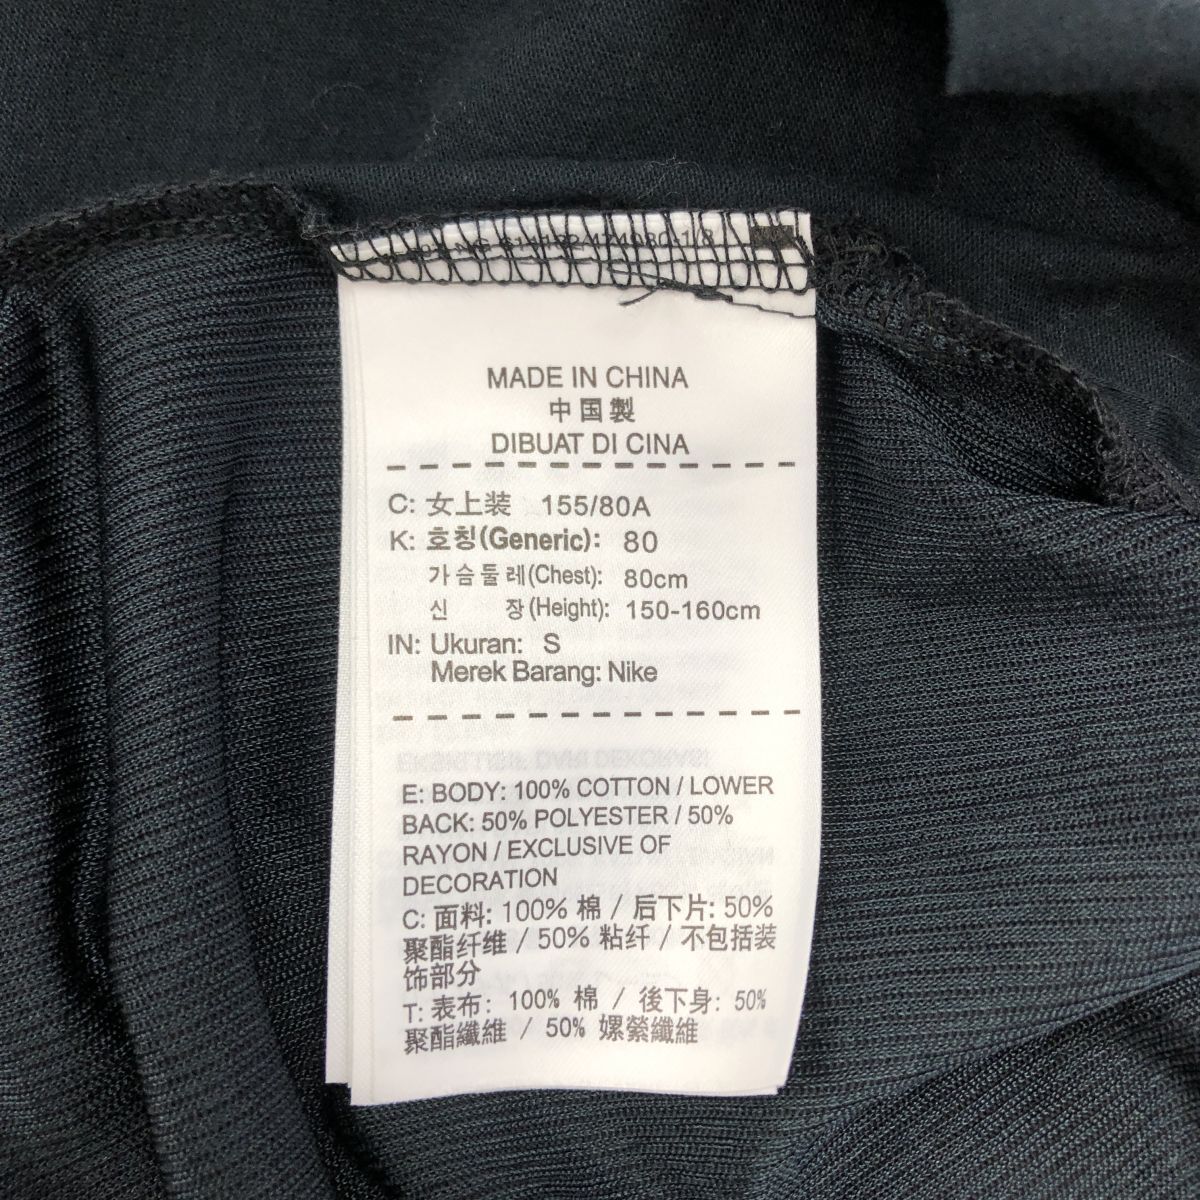 MADE IN CHINA
中国製
DIBUAT DI CINA
C: 女上装 155/80A
K: 호칭(Generic): 80
가슴둘레(Chest): 80cm
신 장(Height): 150-160cm
IN: Ukuran: S
Merek Barang: Nike
E: BODY: 100% COTTON / LOWER
BACK: 50% POLYESTER / 50%
RAYON / EXCLUSIVE OF
DECORATION
C: 面料: 100% 棉 / 后下片: 50%
聚酯纤维 / 50% 粘纤 / 不包括装
饰部分
T: 表布: 100% 棉 / 後下身: 50%
聚酯纖維 / 50% 嫘縈纖維